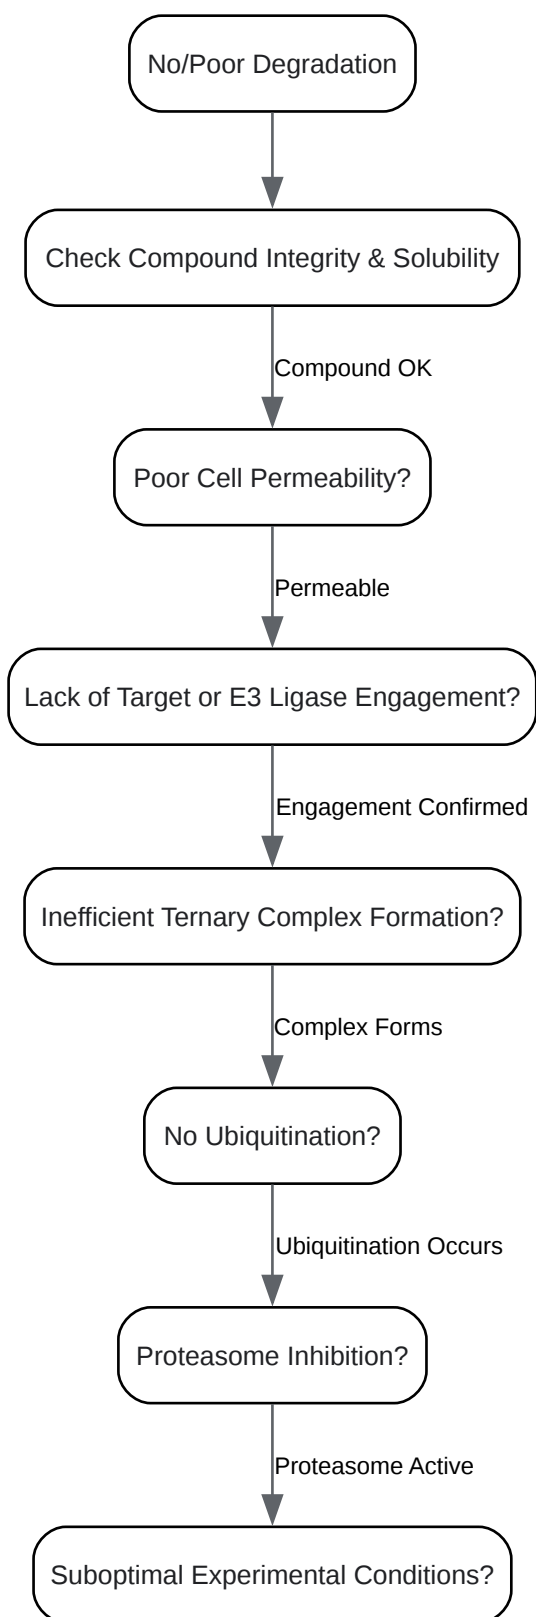 No/Poor Degradation
Check Compound Integrity & Solubility
Compound OK
Poor Cell Permeability?
Permeable
Lack of Target or E3 Ligase Engagement?
Engagement Confirmed
Inefficient Ternary Complex Formation?
Complex Forms
No Ubiquitination?
Ubiquitination Occurs
Proteasome Inhibition?
Proteasome Active
Suboptimal Experimental Conditions?